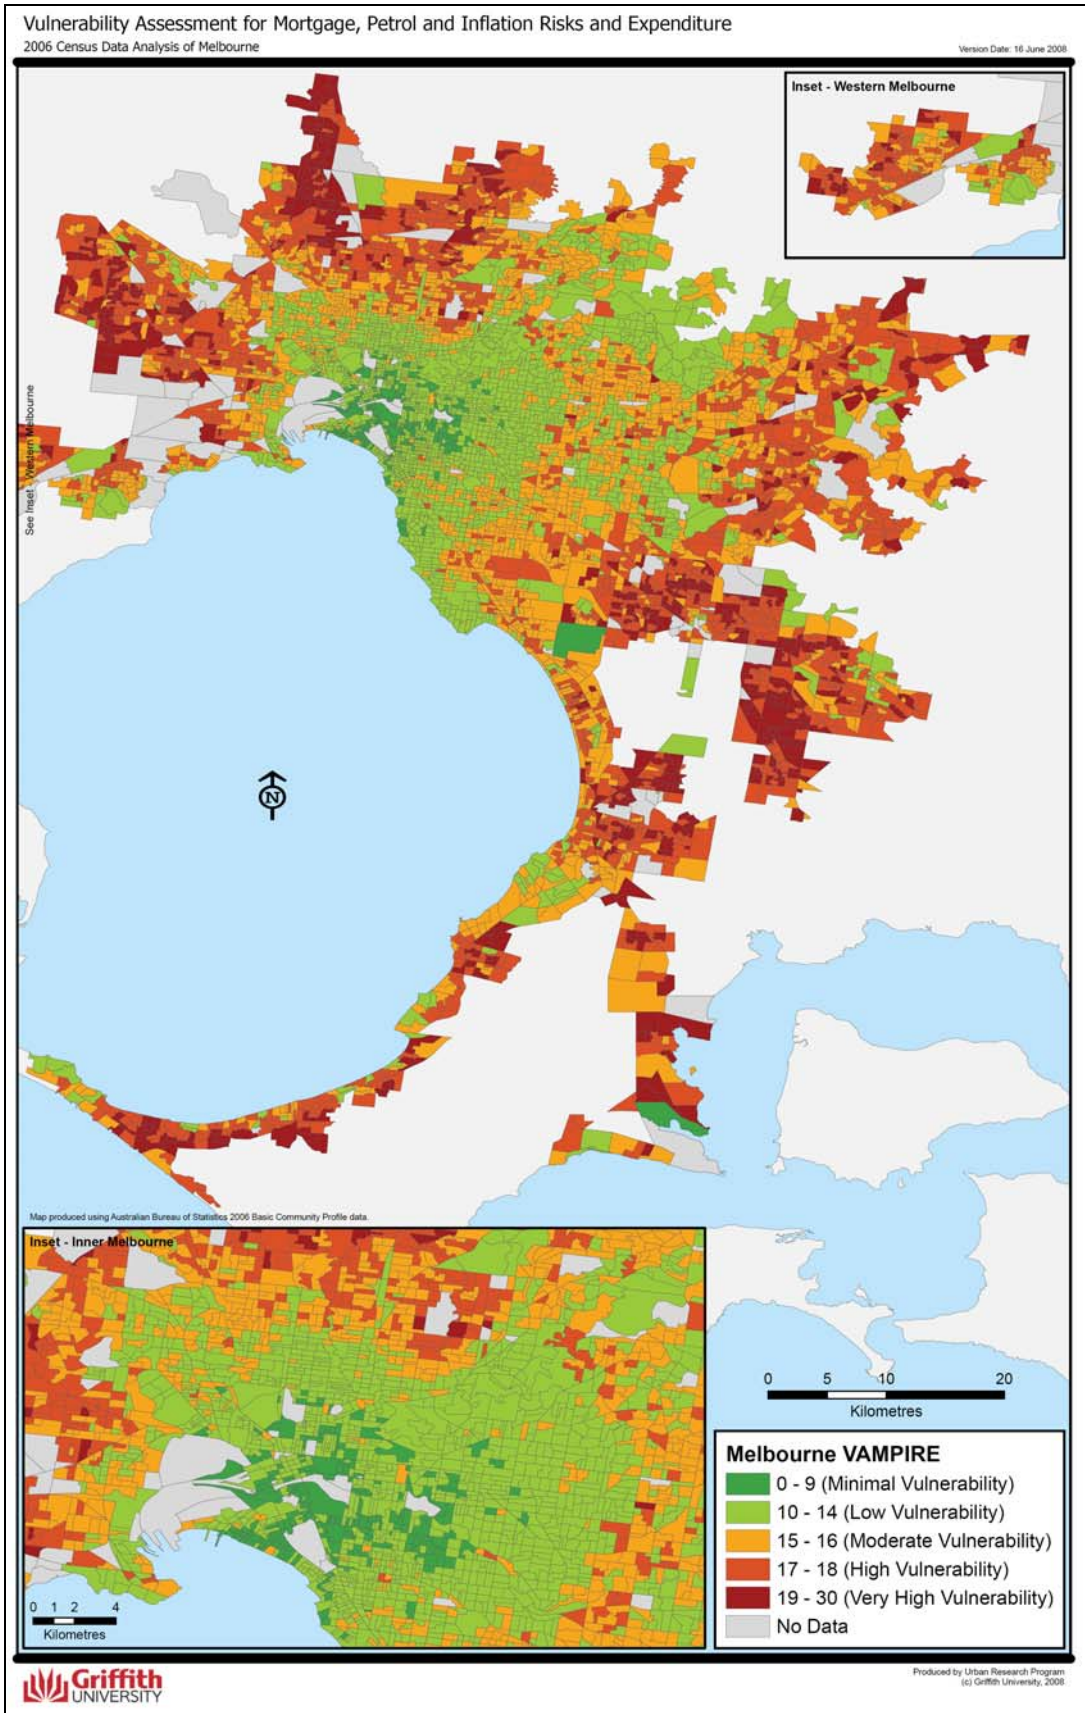 Vulnerability Assessment for Mortgage, Petrol and Inflation Risks and Expenditure
2006 Census Data Analysis of Melbourne
Version Date: 16 June 2008
Inset - Western Melbourne
See Inset - Western Melbourne
N
Map produced using Australian Bureau of Statistics 2006 Basic Community Profile data.
Inset - Inner Melbourne
0 1 2 4
Kilometres
0 5 10 20
Kilometres
Melbourne VAMPIRE
0 - 9 (Minimal Vulnerability)
10 - 14 (Low Vulnerability)
15 - 16 (Moderate Vulnerability)
17 - 18 (High Vulnerability)
19 - 30 (Very High Vulnerability)
No Data
Griffith
UNIVERSITY
Produced by Urban Research Program
(c) Griffith University, 2008